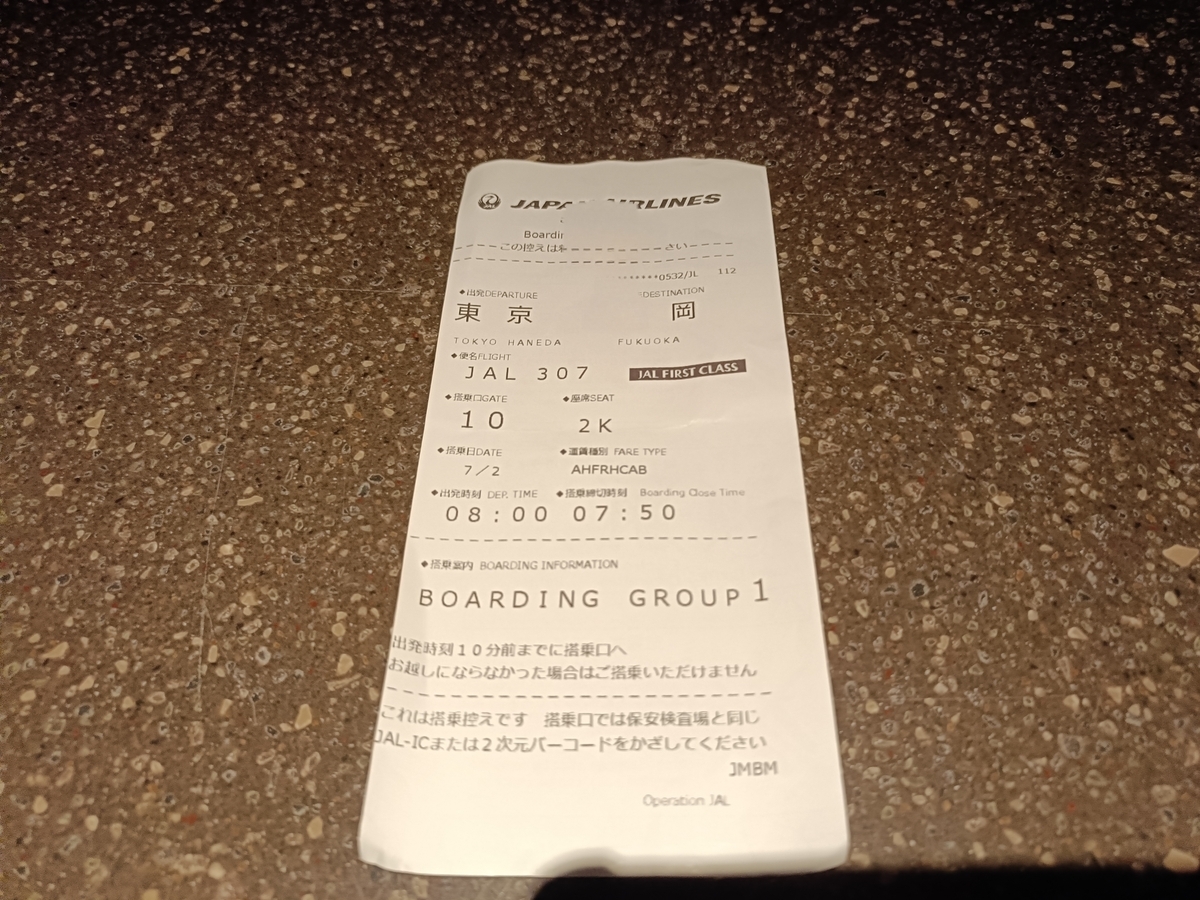 JAPA AIRLINES
Boardin
この控えは さい
*******0532/JL 112
◆出発DEPARTURE DESTINATION
東 京 岡
TOKYO HANEDA FUKUOKA
◆便名FLIGHT
JAL 307 JAL FIRST CLASS
◆搭乗口GATE ◆座席SEAT
10 2K
◆搭乗日DATE ◆運賃種別 FARE TYPE
7/2 AHFRHCAB
◆出発時刻 DEP. TIME ◆搭乗締切時刻 Boarding Close Time
08:00 07:50
◆搭乗案内 BOARDING INFORMATION
BOARDING GROUP 1
出発時刻10分前までに搭乗口へ
お越しにならなかった場合はご搭乗いただけません
これは搭乗控えです 搭乗口では保安検査場と同じ
JAL-ICまたは2次元バーコードをかざしてください
JMBM
Operation JAL